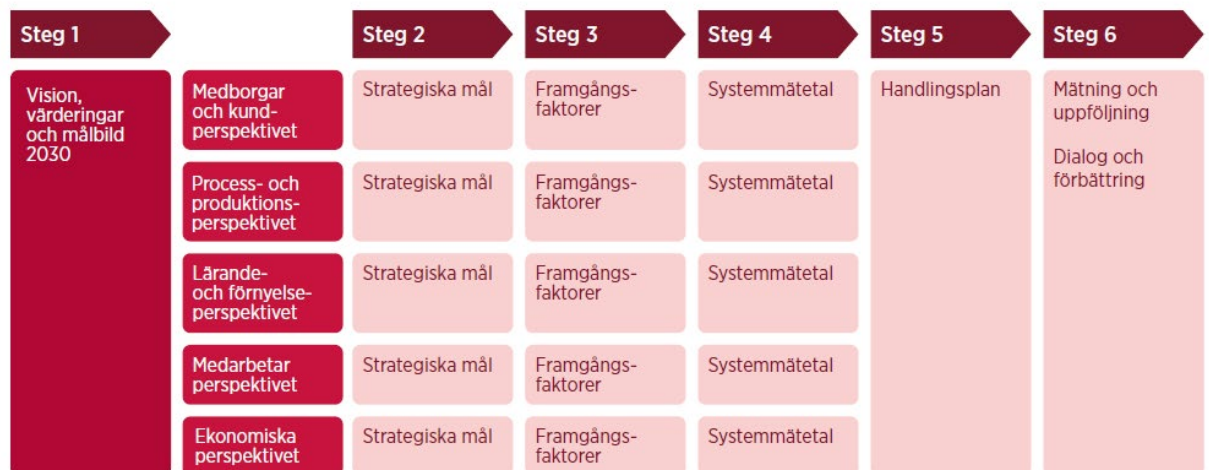 Steg 1
Steg 2
Steg 3
Steg 4
Steg 5
Steg 6
Vision,
värderingar
och målbild
2030
Medborgar
och kund-
perspektivet
Strategiska mål
Framgångs-
faktorer
Systemmätetal
Handlingsplan
Mätning och
uppföljning
Dialog och
förbättring
Process- och
produktions-
perspektivet
Strategiska mål
Framgångs-
faktorer
Systemmätetal
Lärande-
och förnyelse-
perspektivet
Strategiska mål
Framgångs-
faktorer
Systemmätetal
Medarbetar
perspektivet
Strategiska mål
Framgångs-
faktorer
Systemmätetal
Ekonomiska
perspektivet
Strategiska mål
Framgångs-
faktorer
Systemmätetal